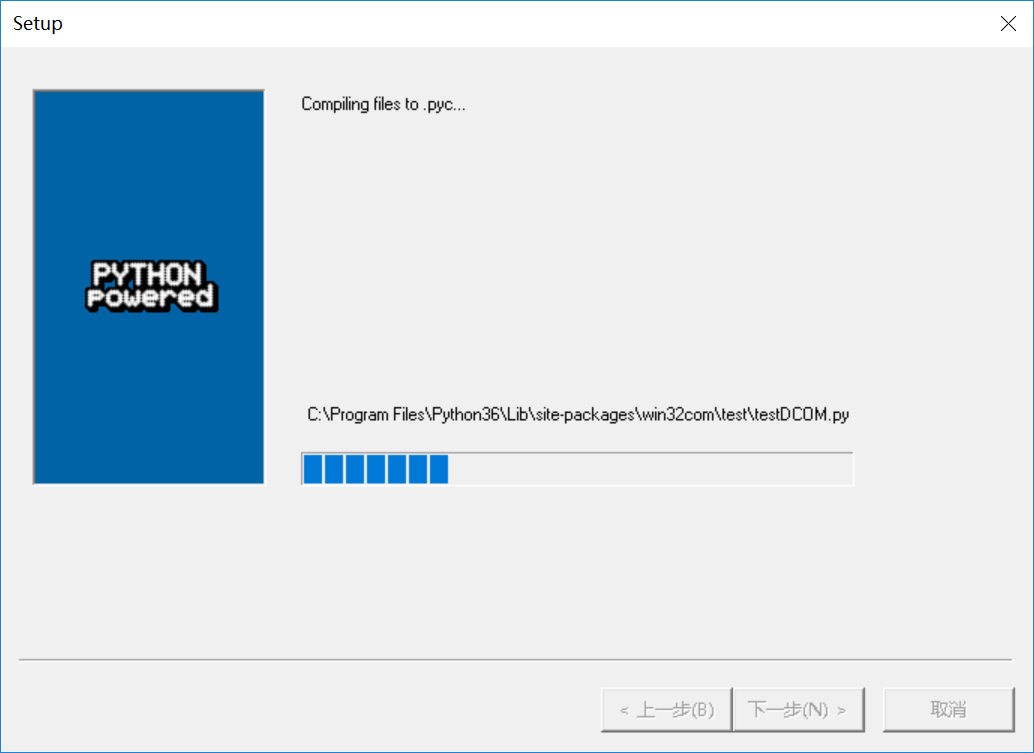 Setup
Compiling files to .pyc...
PYTHON
powered
C:\Program Files\Python36\Lib\site-packages\win32com\test\testDCOM.py
< 上一步(B)
下一步(N) >
取消